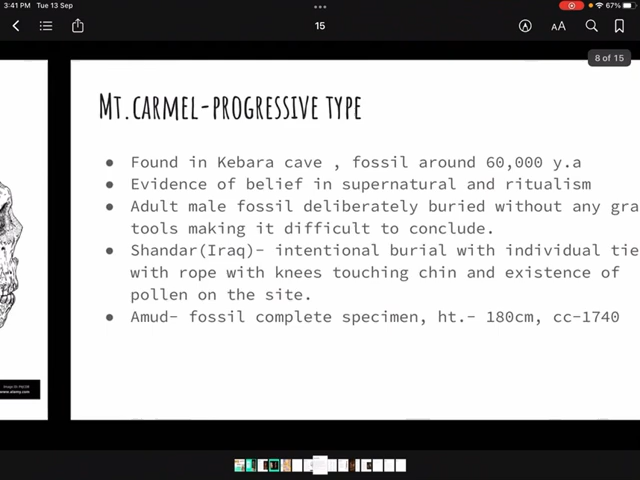 3:41 PM Tue 13 Sep
67%
15
AA
8 of 15
MT.CARMEL-PROGRESSIVE TYPE
● Found in Kebara cave , fossil around 60,000 y.a
● Evidence of belief in supernatural and ritualism
● Adult male fossil deliberately buried without any gra
tools making it difficult to conclude.
● Shandar(Iraq)- intentional burial with individual tie
with rope with knees touching chin and existence of
pollen on the site.
● Amud- fossil complete specimen, ht.- 180cm, cc-1740